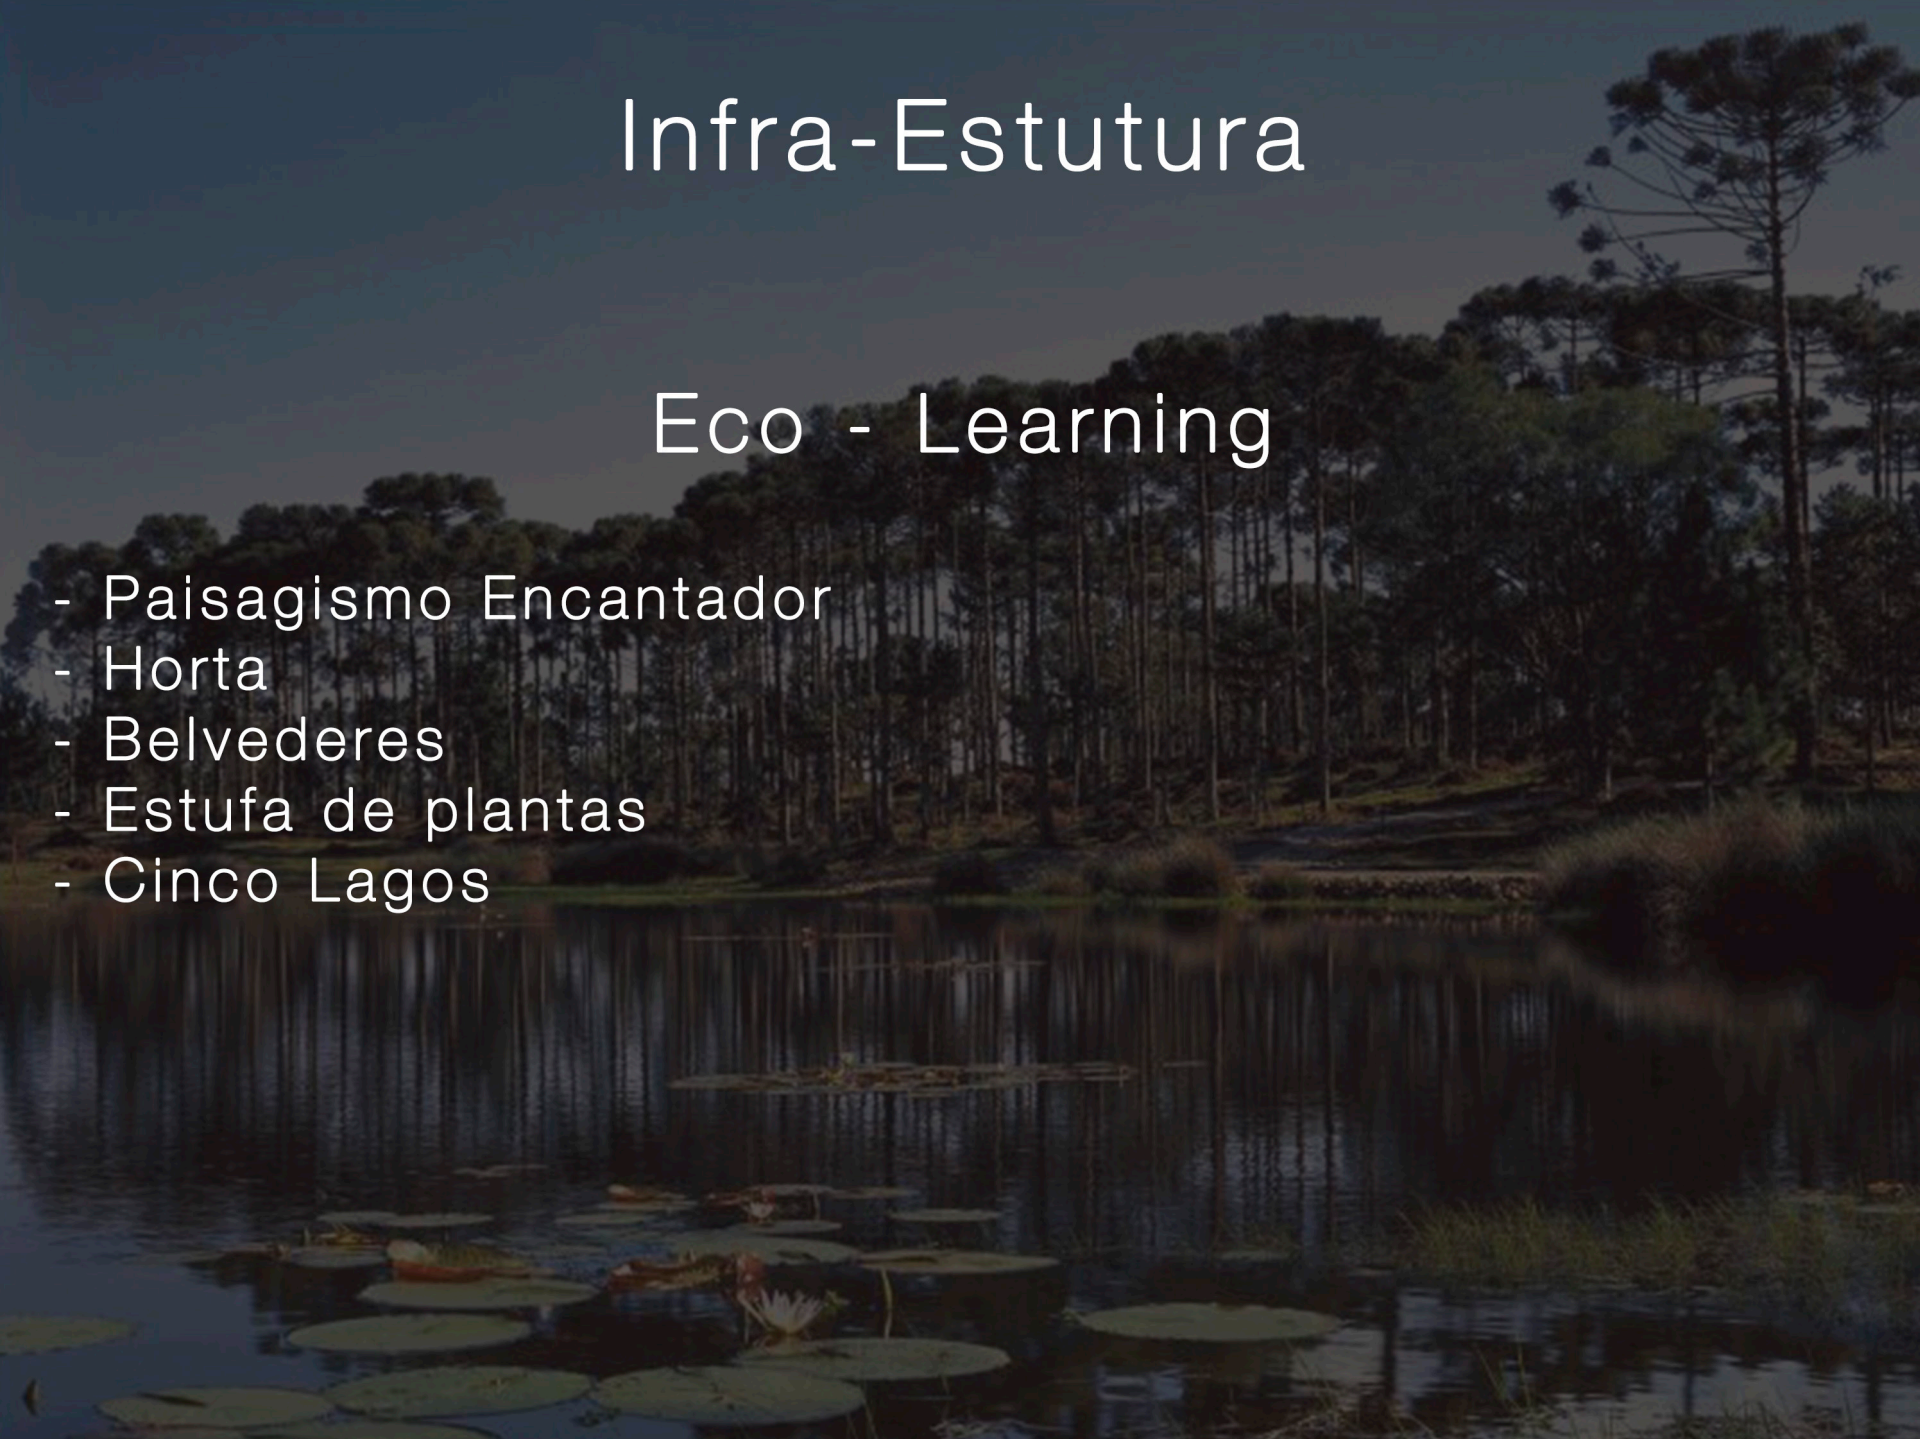 Infra-Estutura
Eco - Learning
- Paisagismo Encantador
- Horta
- Belvederes
- Estufa de plantas
- Cinco Lagos